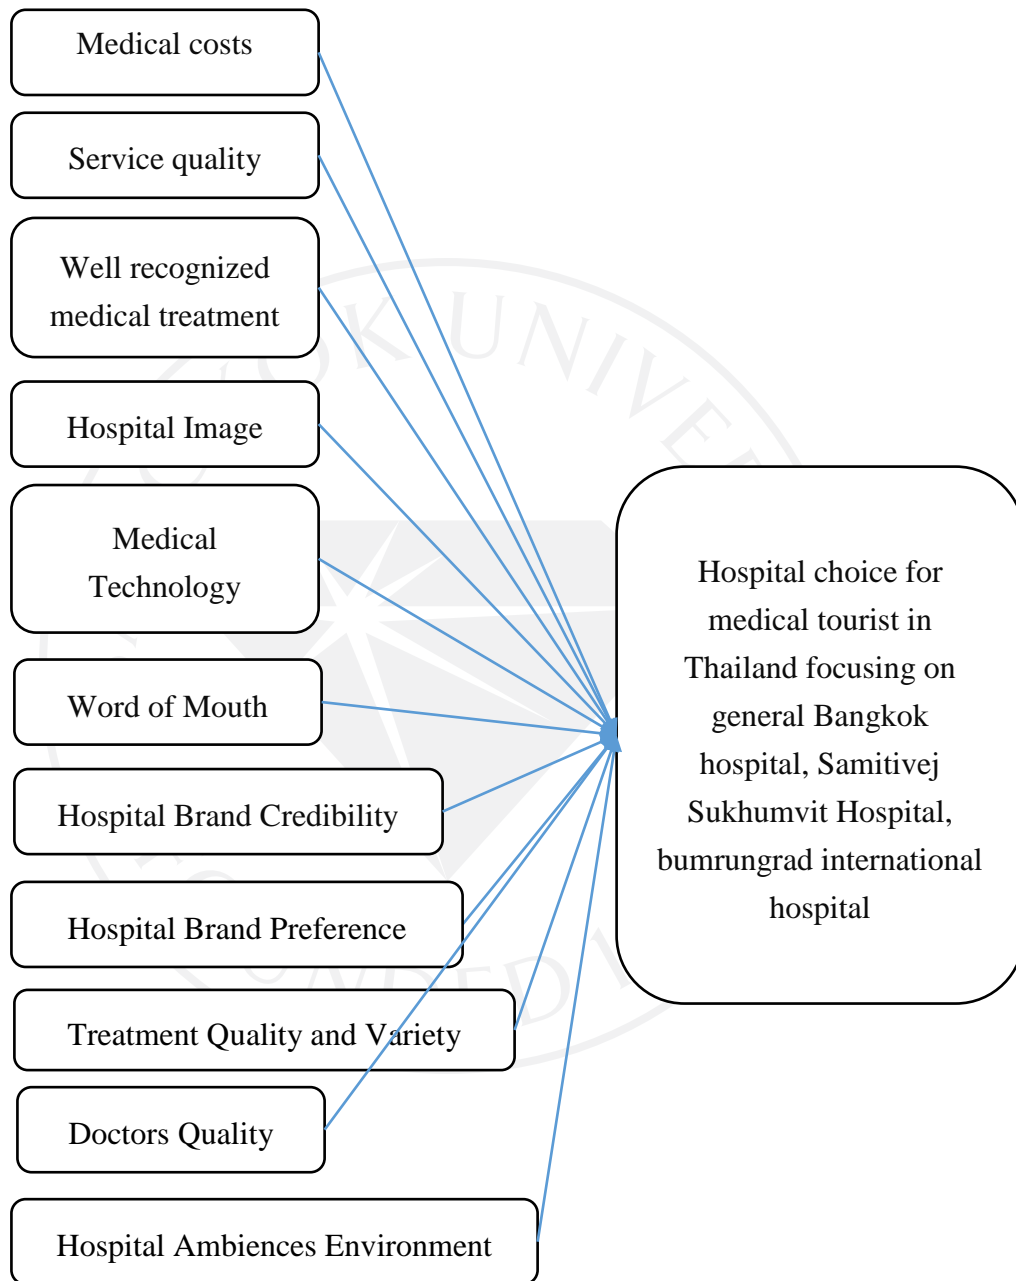 Medical costs
Service quality
Well recognized
medical treatment
Hospital Image
Medical
Technology
Word of Mouth
Hospital Brand Credibility
Hospital Brand Preference
Treatment Quality and Variety
Doctors Quality
Hospital Ambiences Environment
Hospital choice for
medical tourist in
Thailand focusing on
general Bangkok
hospital, Samitivej
Sukhumvit Hospital,
bumrungrad international
hospital